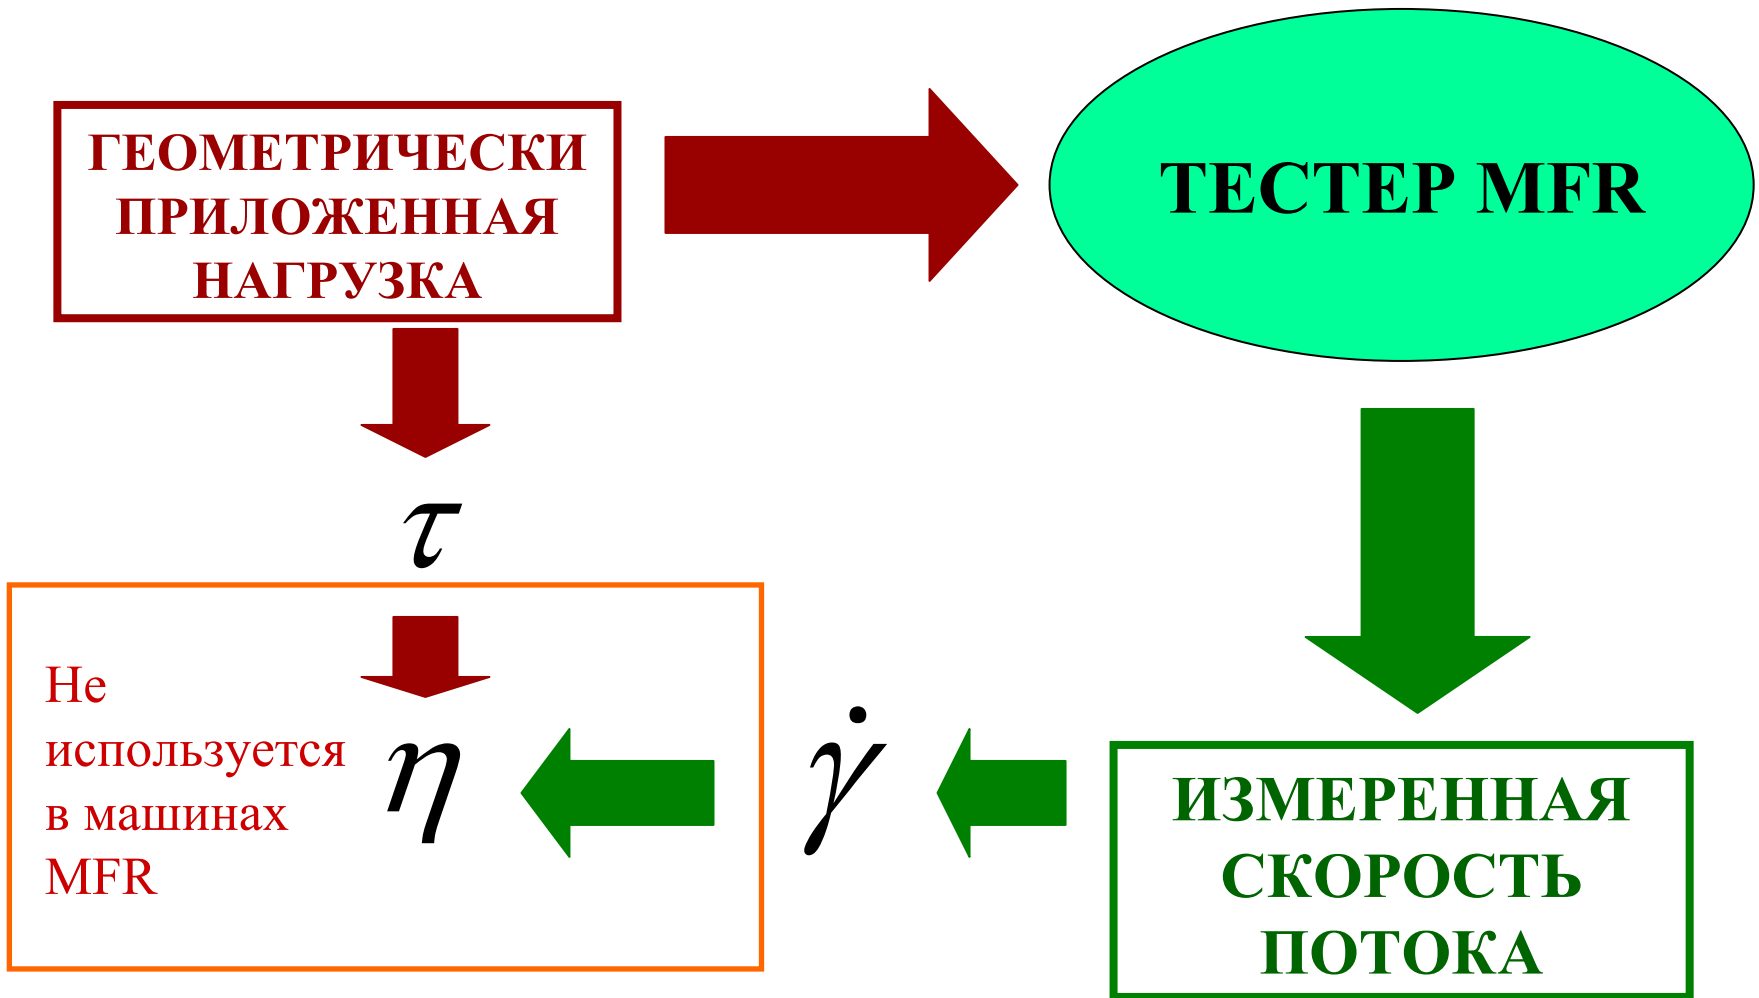 ГЕОМЕТРИЧЕСКИ
ПРИЛОЖЕННАЯ
НАГРУЗКА
ТЕСТЕР MFR
τ
Не
используется
в машинах
MFR
η
γ̇
ИЗМЕРЕННАЯ
СКОРОСТЬ
ПОТОКА